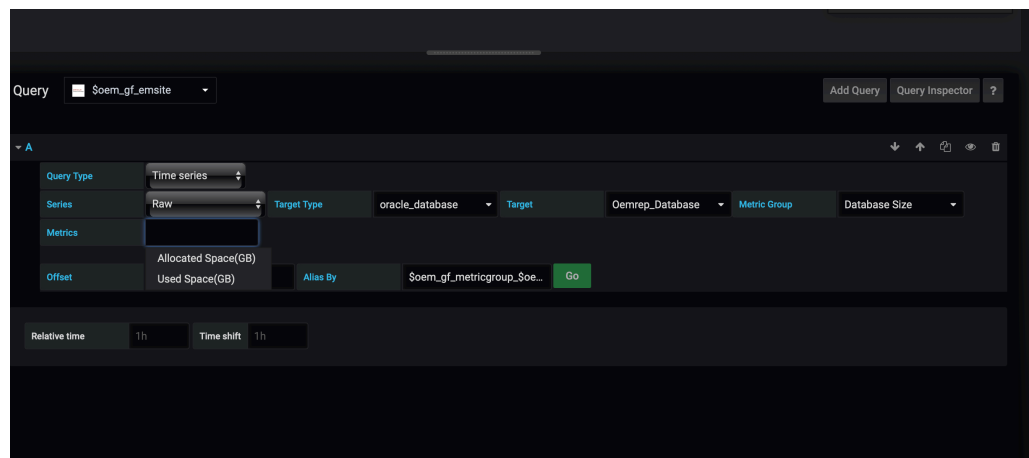 Query $oem_gf_emsite Add Query Query Inspector ?
A
Query Type Time series
Series Raw Target Type oracle_database Target Oemrep_Database Metric Group Database Size
Metrics
Allocated Space(GB)
Used Space(GB)
Offset Alias By $oem_gf_metricgroup_$oe... Go
Relative time 1h Time shift 1h